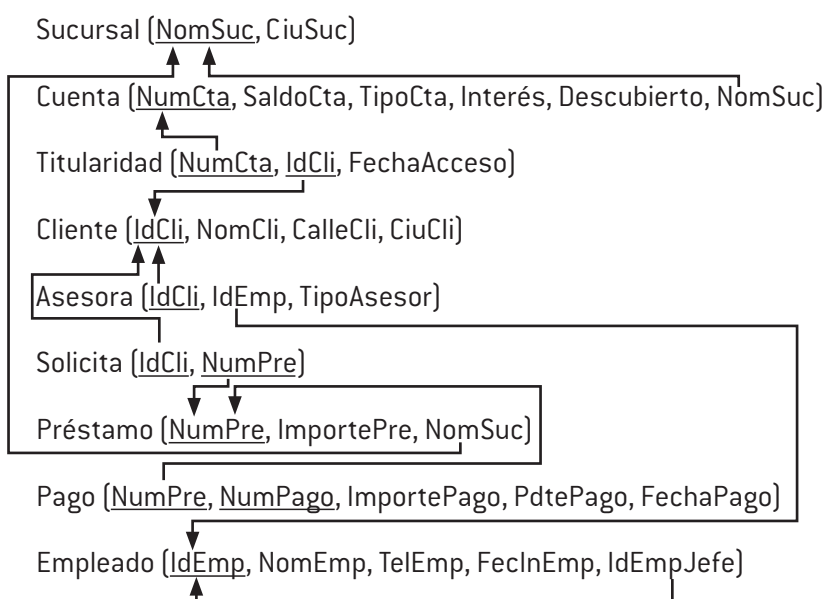 Sucursal (NomSuc, CiuSuc)
Cuenta (NumCta, SaldoCta, TipoCta, Interés, Descubierto, NomSuc)
Titularidad (NumCta, IdCli, FechaAcceso)
Cliente (IdCli, NomCli, CalleCli, CiuCli)
Asesora (IdCli, IdEmp, TipoAsesor)
Solicita (IdCli, NumPre)
Préstamo (NumPre, ImportePre, NomSuc)
Pago (NumPre, NumPago, ImportePago, PdtePago, FechaPago)
Empleado (IdEmp, NomEmp, TelEmp, FecInEmp, IdEmpJefe)